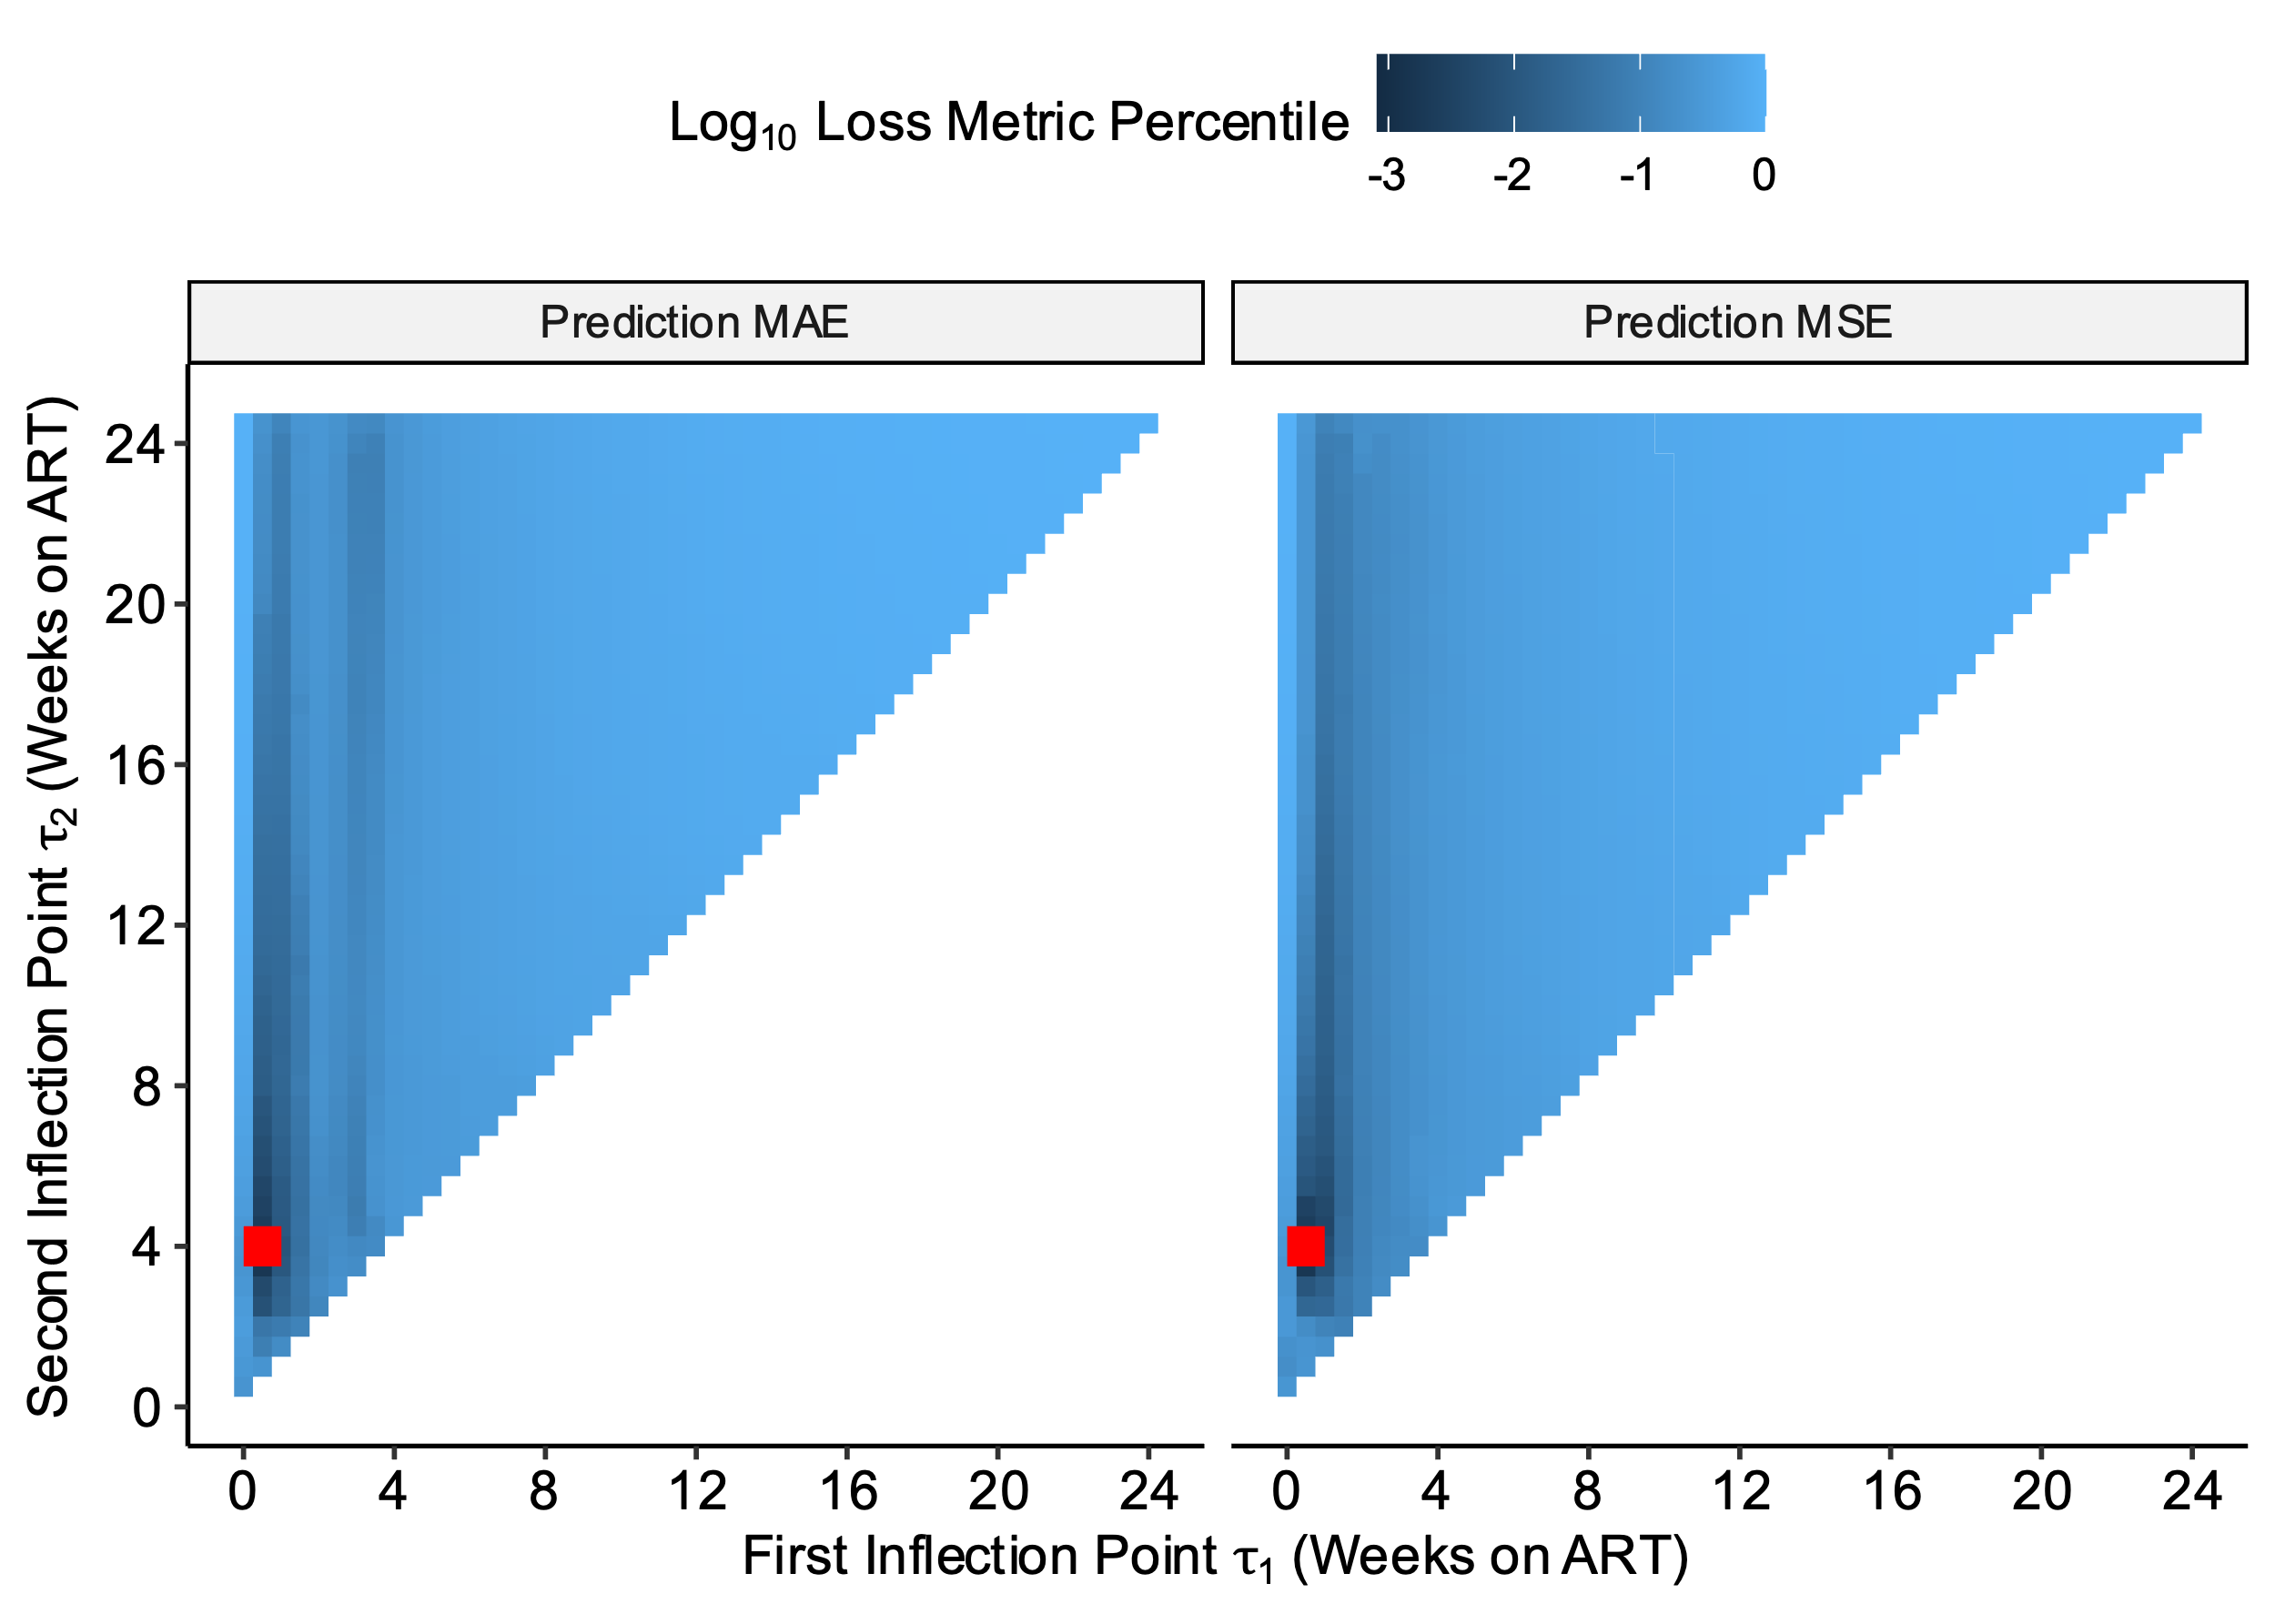 Log10 Loss Metric Percentile
-3 -2 -1 0
Prediction MAE
Prediction MSE
Second Inflection Point τ2 (Weeks on ART)
24
20
16
12
8
4
0
0 4 8 12 16 20 24
0 4 8 12 16 20 24
First Inflection Point τ1 (Weeks on ART)